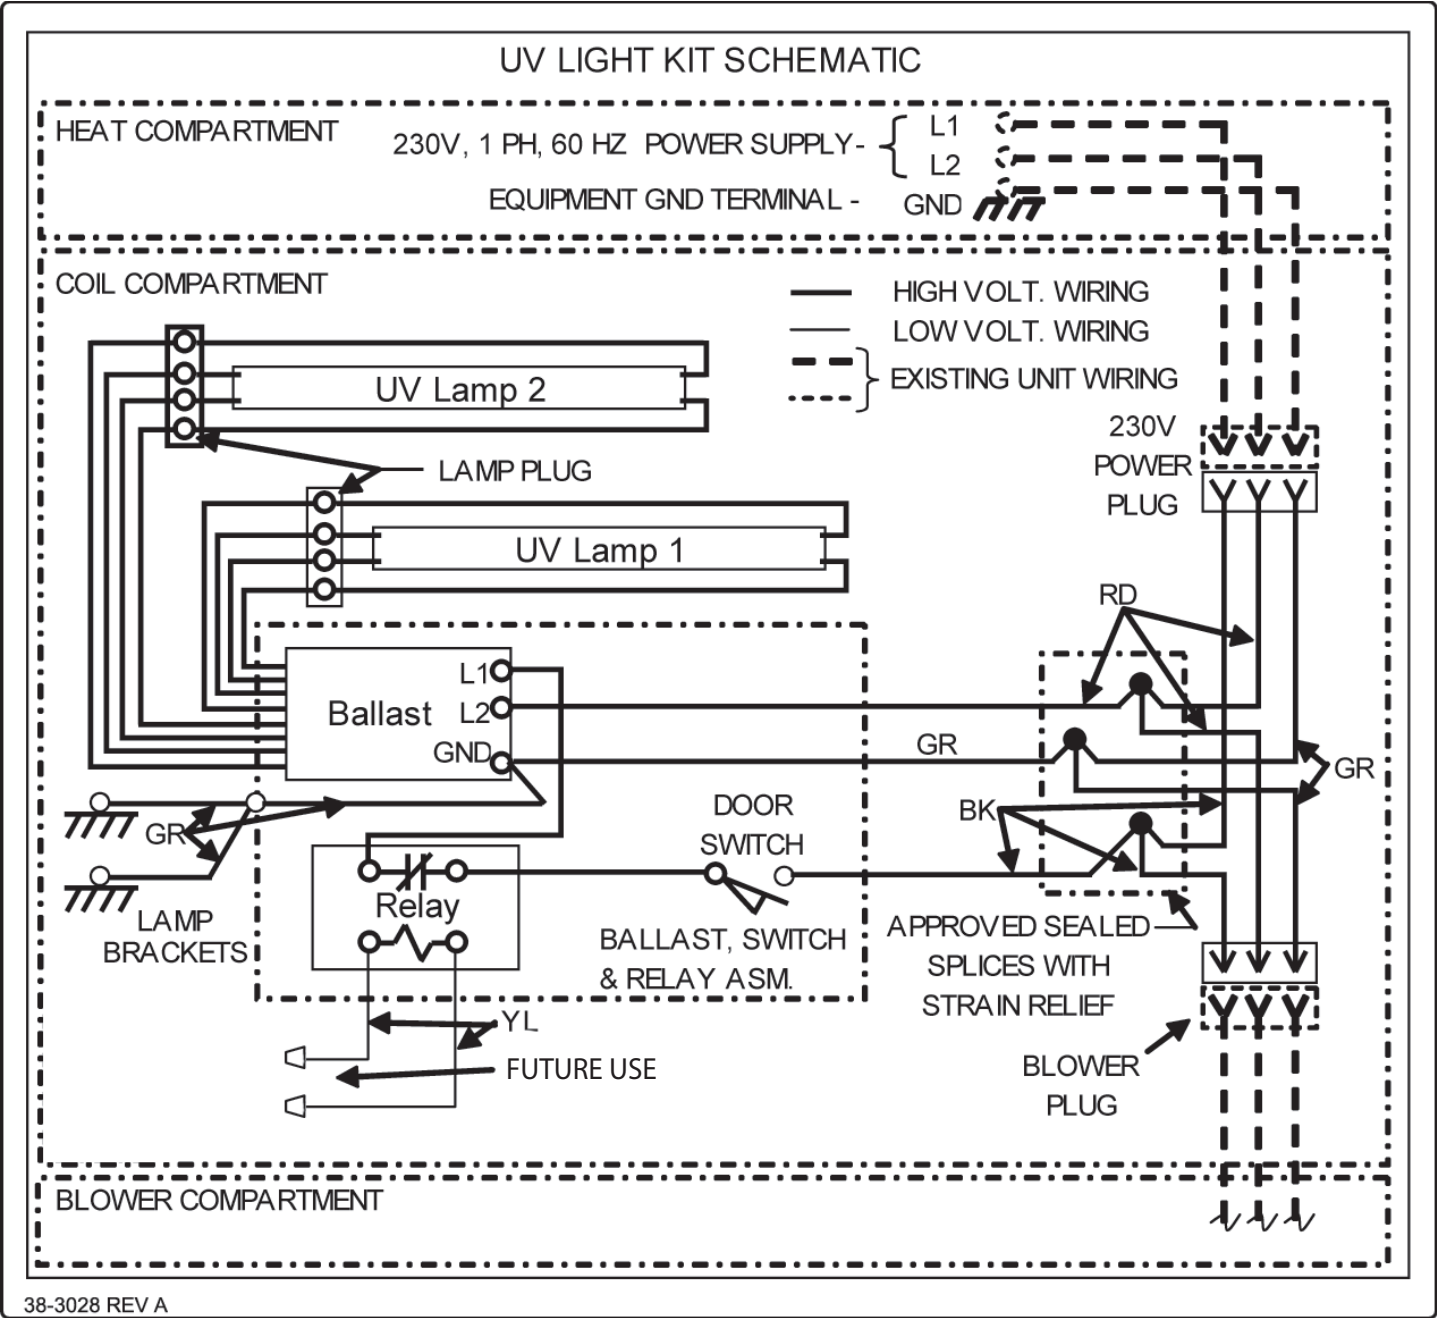 UV LIGHT KIT SCHEMATIC
HEAT COMPARTMENT
230V, 1 PH, 60 HZ POWER SUPPLY-
L1
L2
EQUIPMENT GND TERMINAL -
GND
COIL COMPARTMENT
HIGH VOLT. WIRING
LOW VOLT. WIRING
EXISTING UNIT WIRING
UV Lamp 2
230V
POWER
PLUG
LAMP PLUG
UV Lamp 1
RD
L1
Ballast
L2
GND
GR
GR
GR
DOOR
SWITCH
BK
Relay
LAMP
BRACKETS
BALLAST, SWITCH
& RELAY ASM.
APPROVED SEALED
SPLICES WITH
STRAIN RELIEF
YL
FUTURE USE
BLOWER
PLUG
BLOWER COMPARTMENT
38-3028 REV A